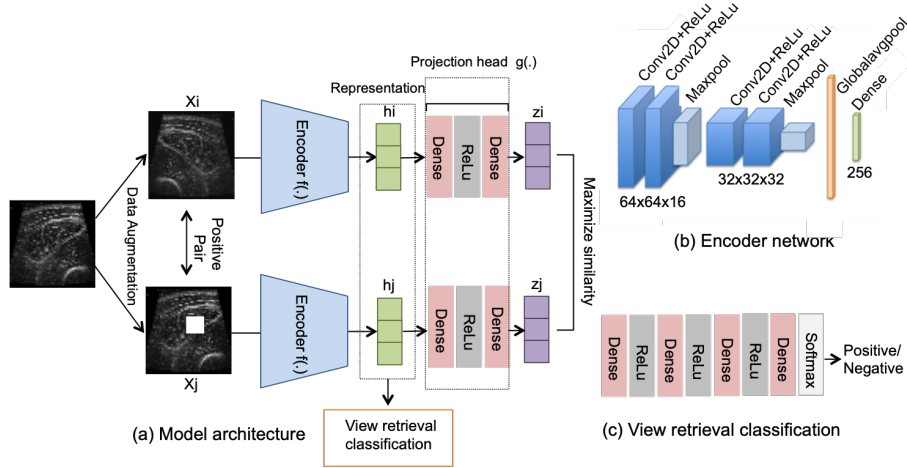 Xi
Data Augmentation
Positive
Pair
Xj
Encoder f(.)
Encoder f(.)
Representation
hi
hj
Projection head g(.)
Dense
ReLu
Dense
Dense
ReLu
Dense
zi
zj
Maximize similarity
View retrieval
classification
(a) Model architecture
Conv2D+ReLu
Conv2D+ReLu
Maxpool
Conv2D+ReLu
Conv2D+ReLu
Maxpool
Globalavgpool
Dense
64x64x16
32x32x32
256
(b) Encoder network
Dense
ReLu
Dense
ReLu
Dense
ReLu
Dense
Softmax
Positive/
Negative
(c) View retrieval classification